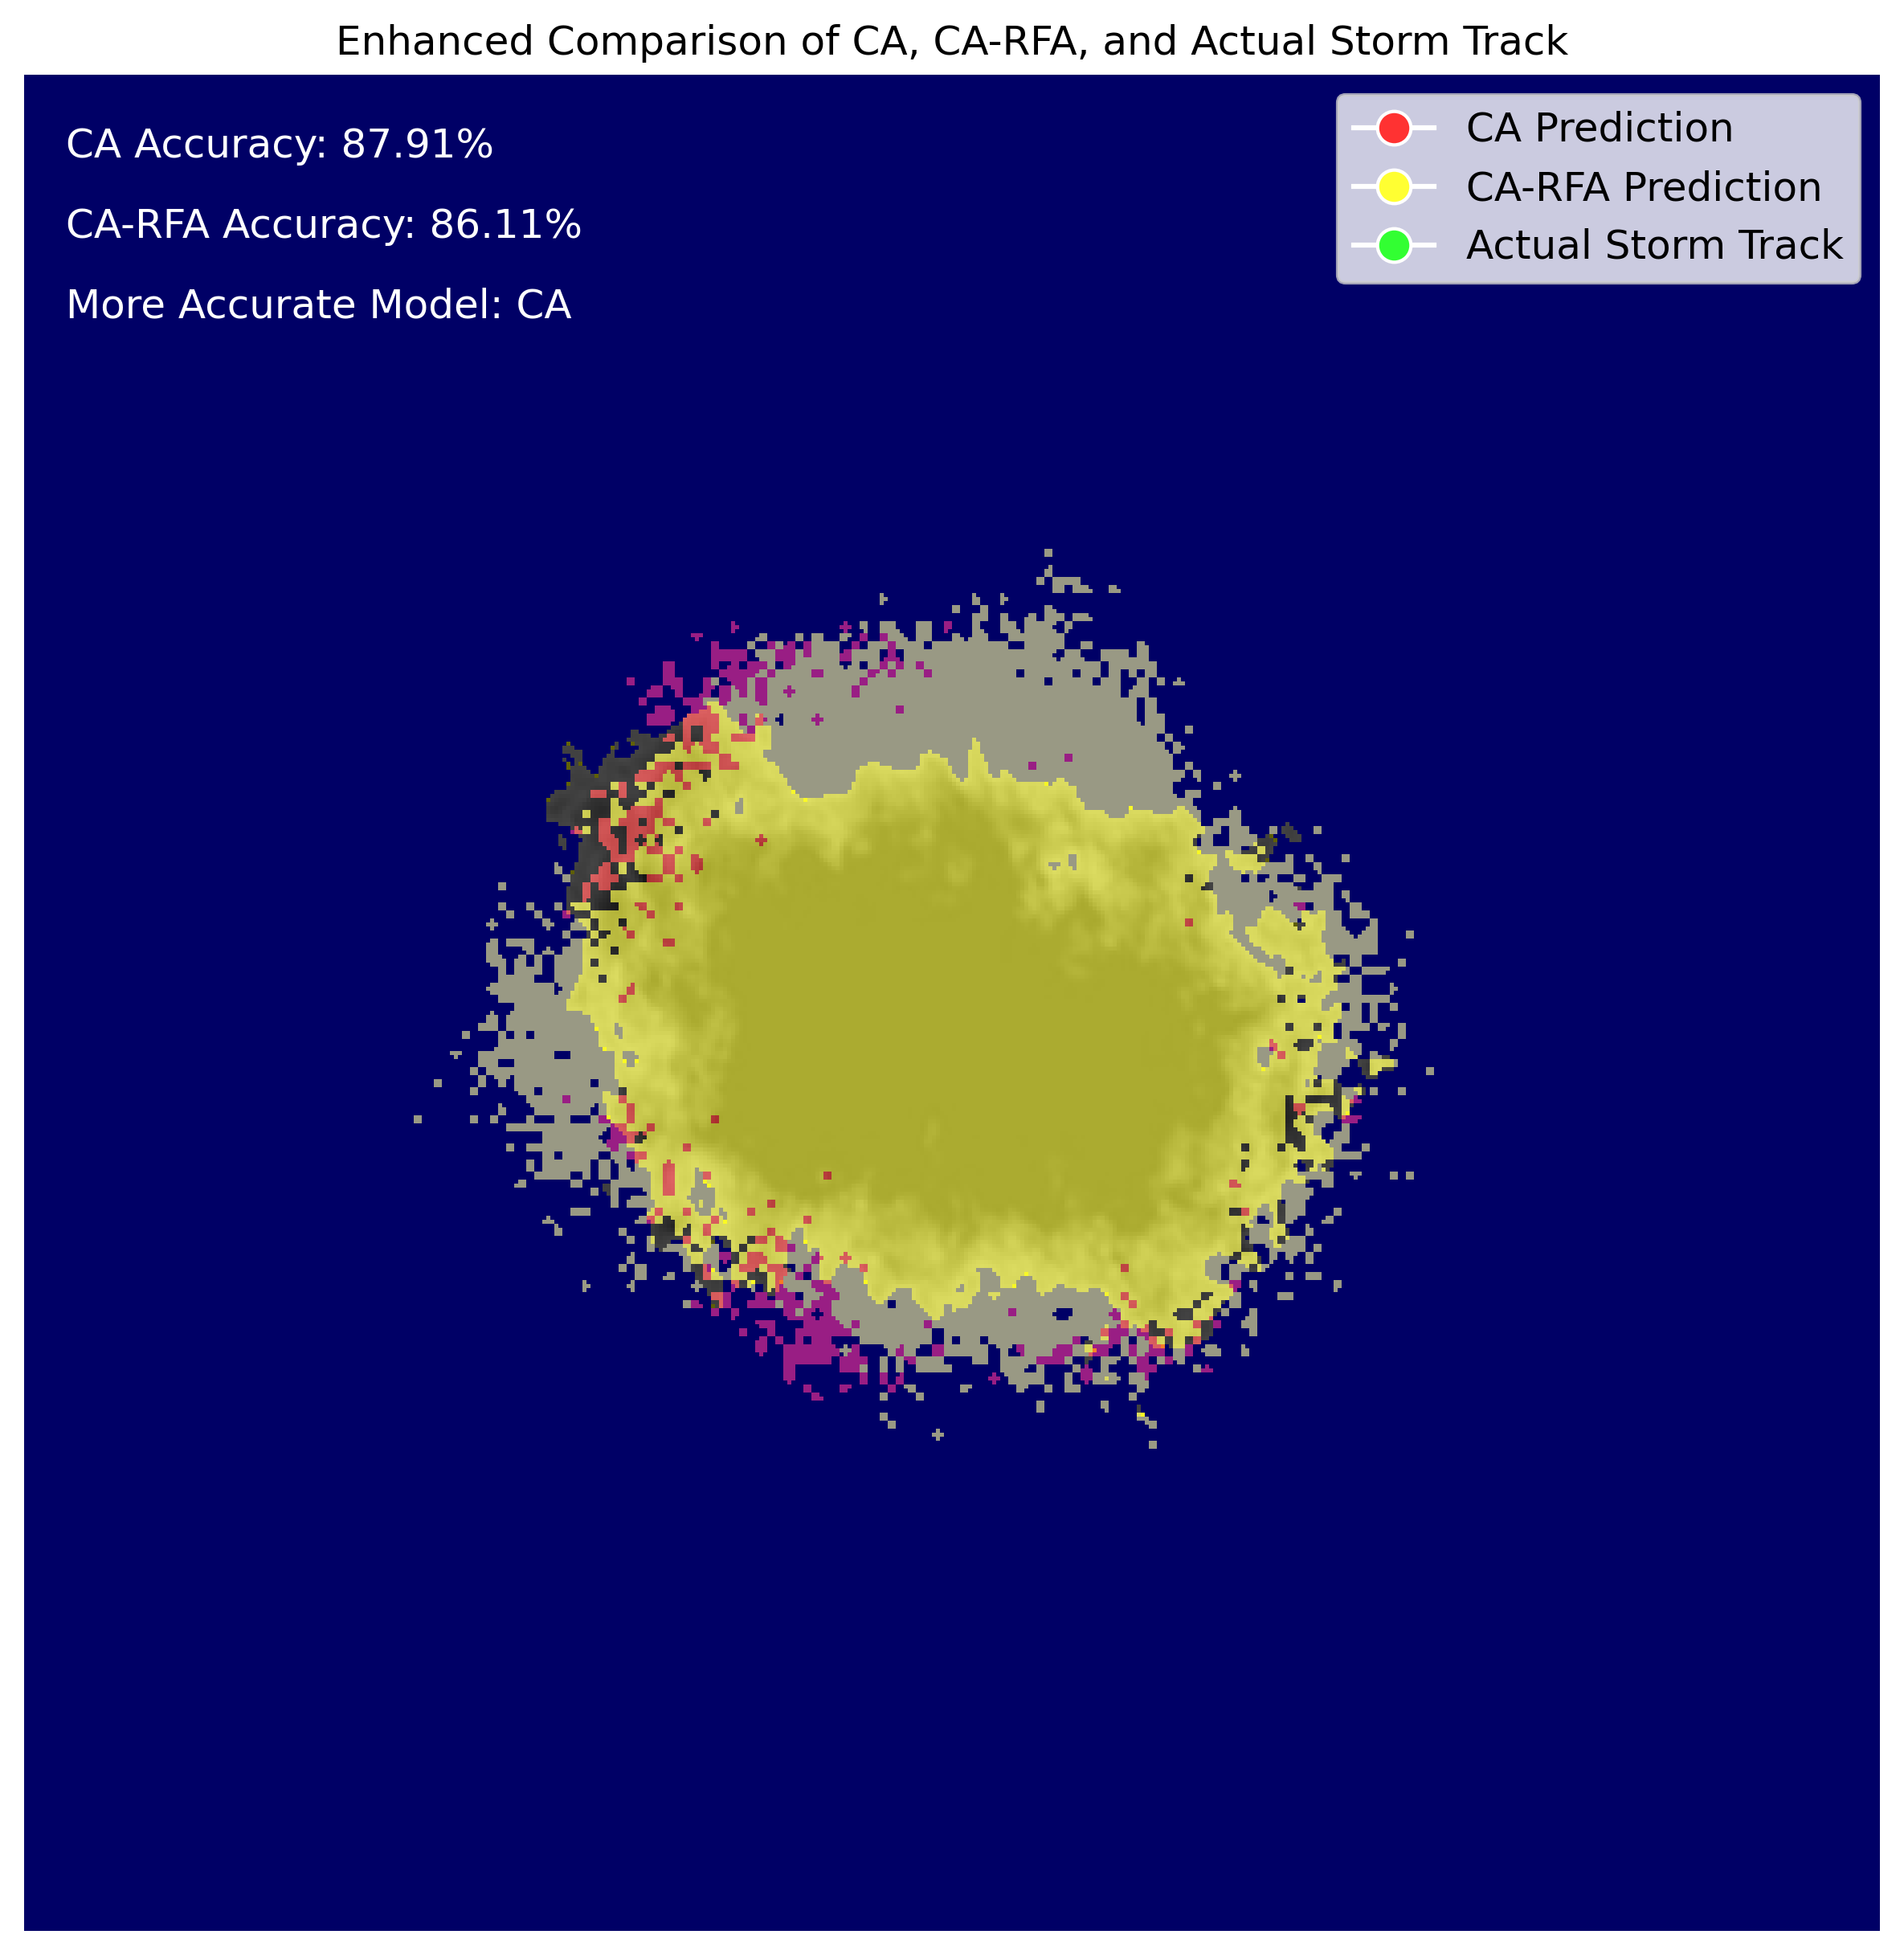 Enhanced Comparison of CA, CA-RFA, and Actual Storm Track
CA Accuracy: 87.91%
CA-RFA Accuracy: 86.11%
More Accurate Model: CA
CA Prediction
CA-RFA Prediction
Actual Storm Track